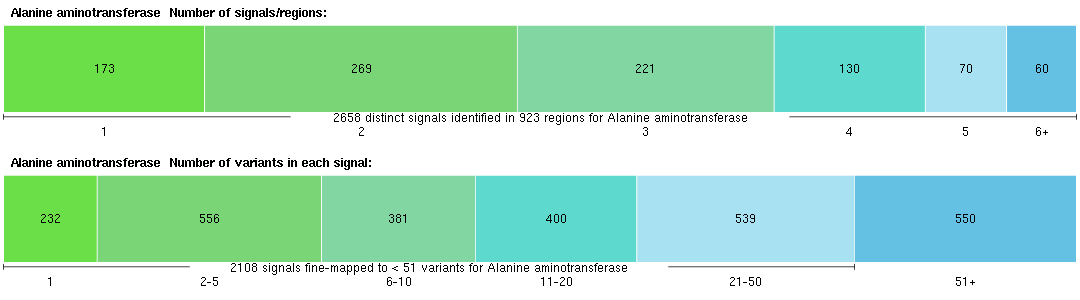 Alanine aminotransferase Number of signals/regions:
173 269 221 130 70 60
2658 distinct signals identified in 923 regions for Alanine aminotransferase
1 2 3 4 5 6+
Alanine aminotransferase Number of variants in each signal:
232 556 381 400 539 550
2108 signals fine-mapped to < 51 variants for Alanine aminotransferase
1 2-5 6-10 11-20 21-50 51+